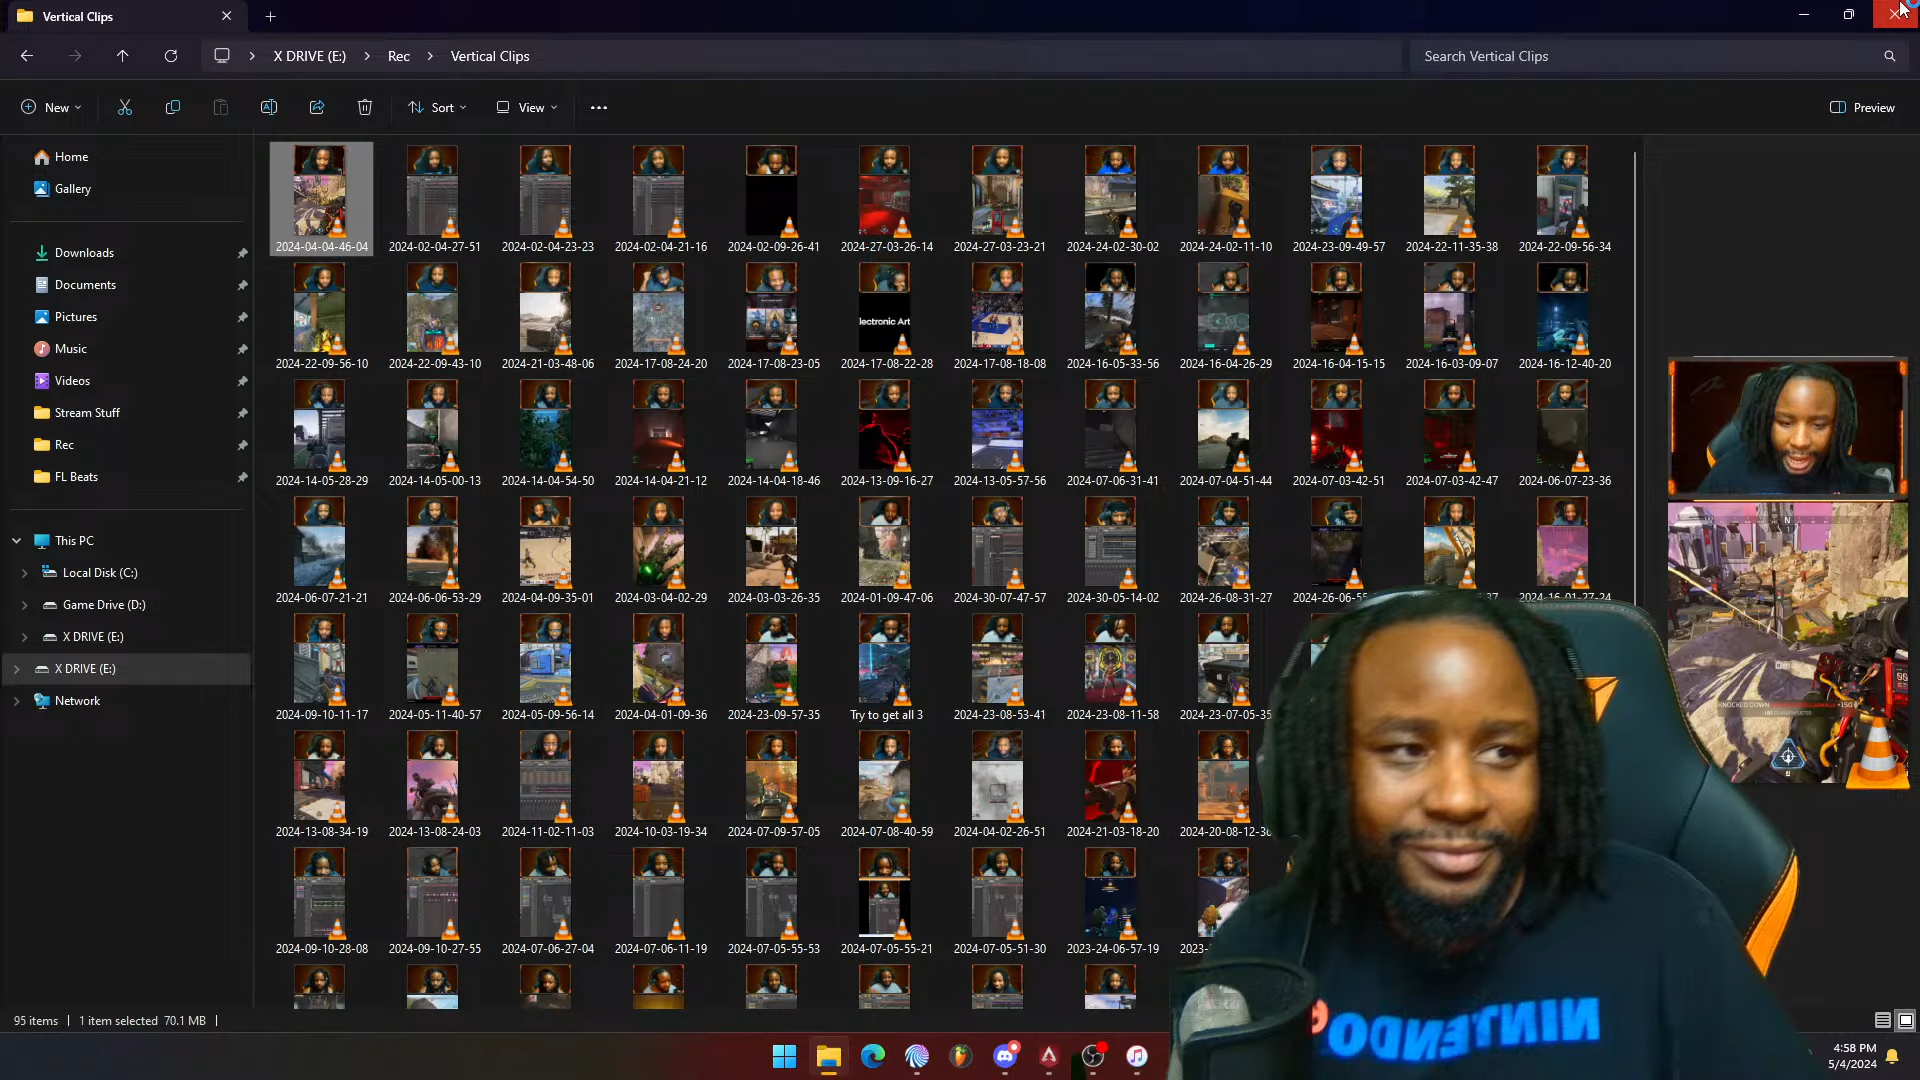 Vertical Clips
X DRIVE (E:) Rec Vertical Clips Search Vertical Clips
New Sort View Preview
Home
Gallery
Downloads
Documents
Pictures
Music
Videos
Stream Stuff
Rec
FL Beats
This PC
Local Disk (C:)
Game Drive (D:)
X DRIVE (E:)
X DRIVE (E:)
Network
2024-04-04-46-04 2024-02-04-27-51 2024-02-04-23-23 2024-02-04-21-16 2024-02-09-26-41 2024-27-03-26-14 2024-27-03-23-21 2024-24-02-30-02 2024-24-02-11-10 2024-23-09-49-57 2024-22-11-35-38 2024-22-09-56-34
lectronic Art
2024-22-09-56-10 2024-22-09-43-10 2024-21-03-48-06 2024-17-08-24-20 2024-17-08-23-05 2024-17-08-22-28 2024-17-08-18-08 2024-16-05-33-56 2024-16-04-26-29 2024-16-04-15-15 2024-16-03-09-07 2024-16-12-40-20
2024-14-05-28-29 2024-14-05-00-13 2024-14-04-54-50 2024-14-04-21-12 2024-14-04-18-46 2024-13-09-16-27 2024-13-05-57-56 2024-07-06-31-41 2024-07-04-51-44 2024-07-03-42-51 2024-07-03-42-47 2024-06-07-23-36
2024-06-07-21-21 2024-06-06-53-29 2024-04-09-35-01 2024-03-04-02-29 2024-03-03-26-35 2024-01-09-47-06 2024-30-07-47-57 2024-30-05-14-02 2024-26-08-31-27 2024-26-06-55 37 2024-16-01-27-24
2024-09-10-11-17 2024-05-11-40-57 2024-05-09-56-14 2024-04-01-09-36 2024-23-09-57-35 Try to get all 3 2024-23-08-53-41 2024-23-08-11-58 2024-23-07-05-35
2024-13-08-34-19 2024-13-08-24-03 2024-11-02-11-03 2024-10-03-19-34 2024-07-09-57-05 2024-07-08-40-59 2024-04-02-26-51 2024-21-03-18-20 2024-20-08-12-36
2024-09-10-28-08 2024-09-10-27-55 2024-07-06-27-04 2024-07-06-11-19 2024-07-05-55-53 2024-07-05-55-21 2024-07-05-51-30 2023-24-06-57-19 2023-
N
KNOCKED DOWN +150
NINTENDO
95 items 1 item selected 70.1 MB
4:58 PM
5/4/2024